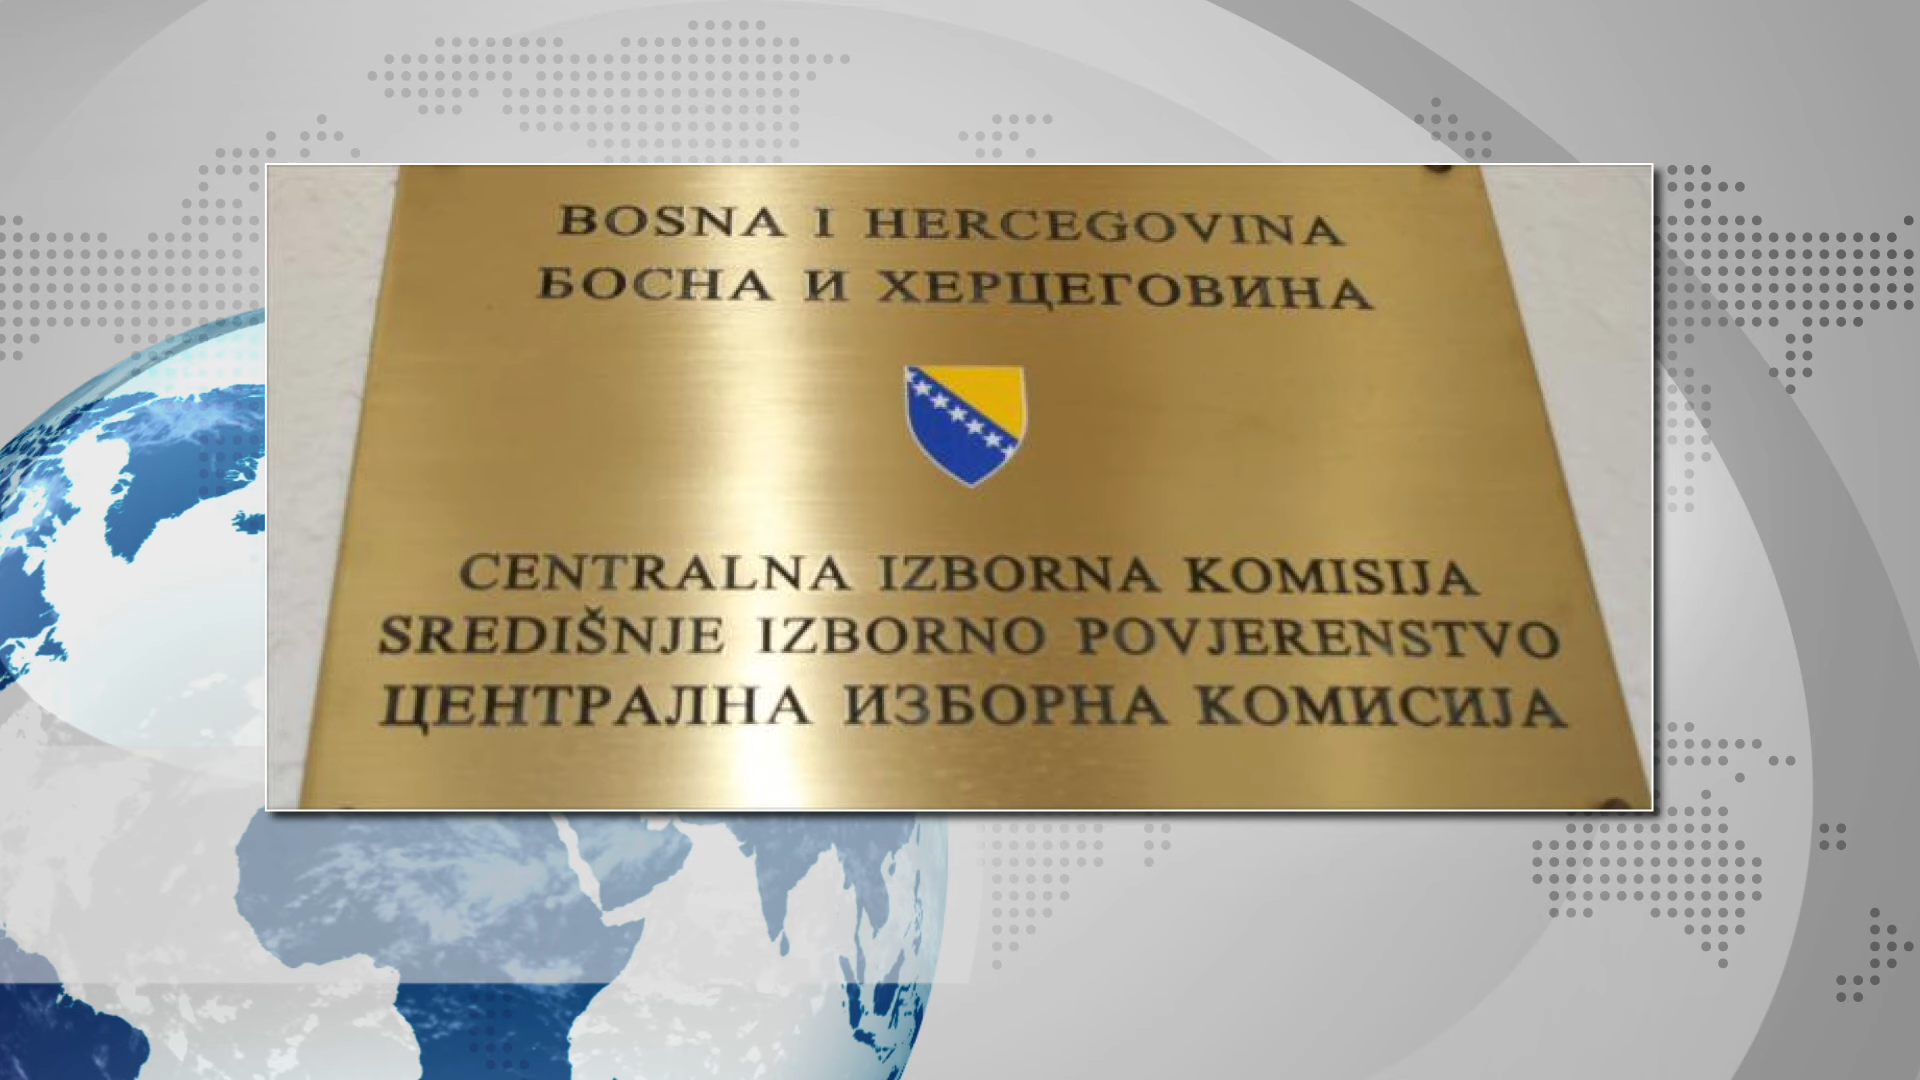 BOSNA I HERCEGOVINA
БОСНА И ХЕРЦЕГОВИНА
CENTRALNA IZBORNA KOMISIJA
SREDIŠNJE IZBORNO POVJERENSTVO
ЦЕНТРАЛНА ИЗБОРНА КОМИСИЈА